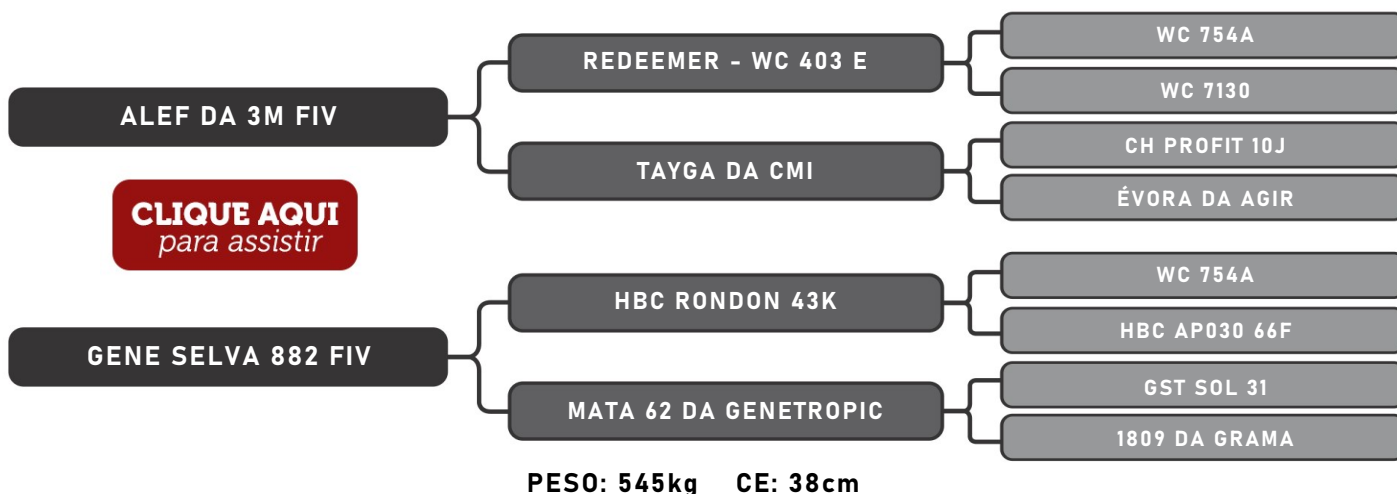 WC 754A
REDEEMER - WC 403 E
WC 7130
ALEF DA 3M FIV
CH PROFIT 10J
TAYGA DA CMI
ÉVORA DA AGIR
CLIQUE AQUI
para assistir
WC 754A
HBC RONDON 43K
HBC AP030 66F
GENE SELVA 882 FIV
GST SOL 31
MATA 62 DA GENETROPIC
1809 DA GRAMA
PESO: 545kg CE: 38cm